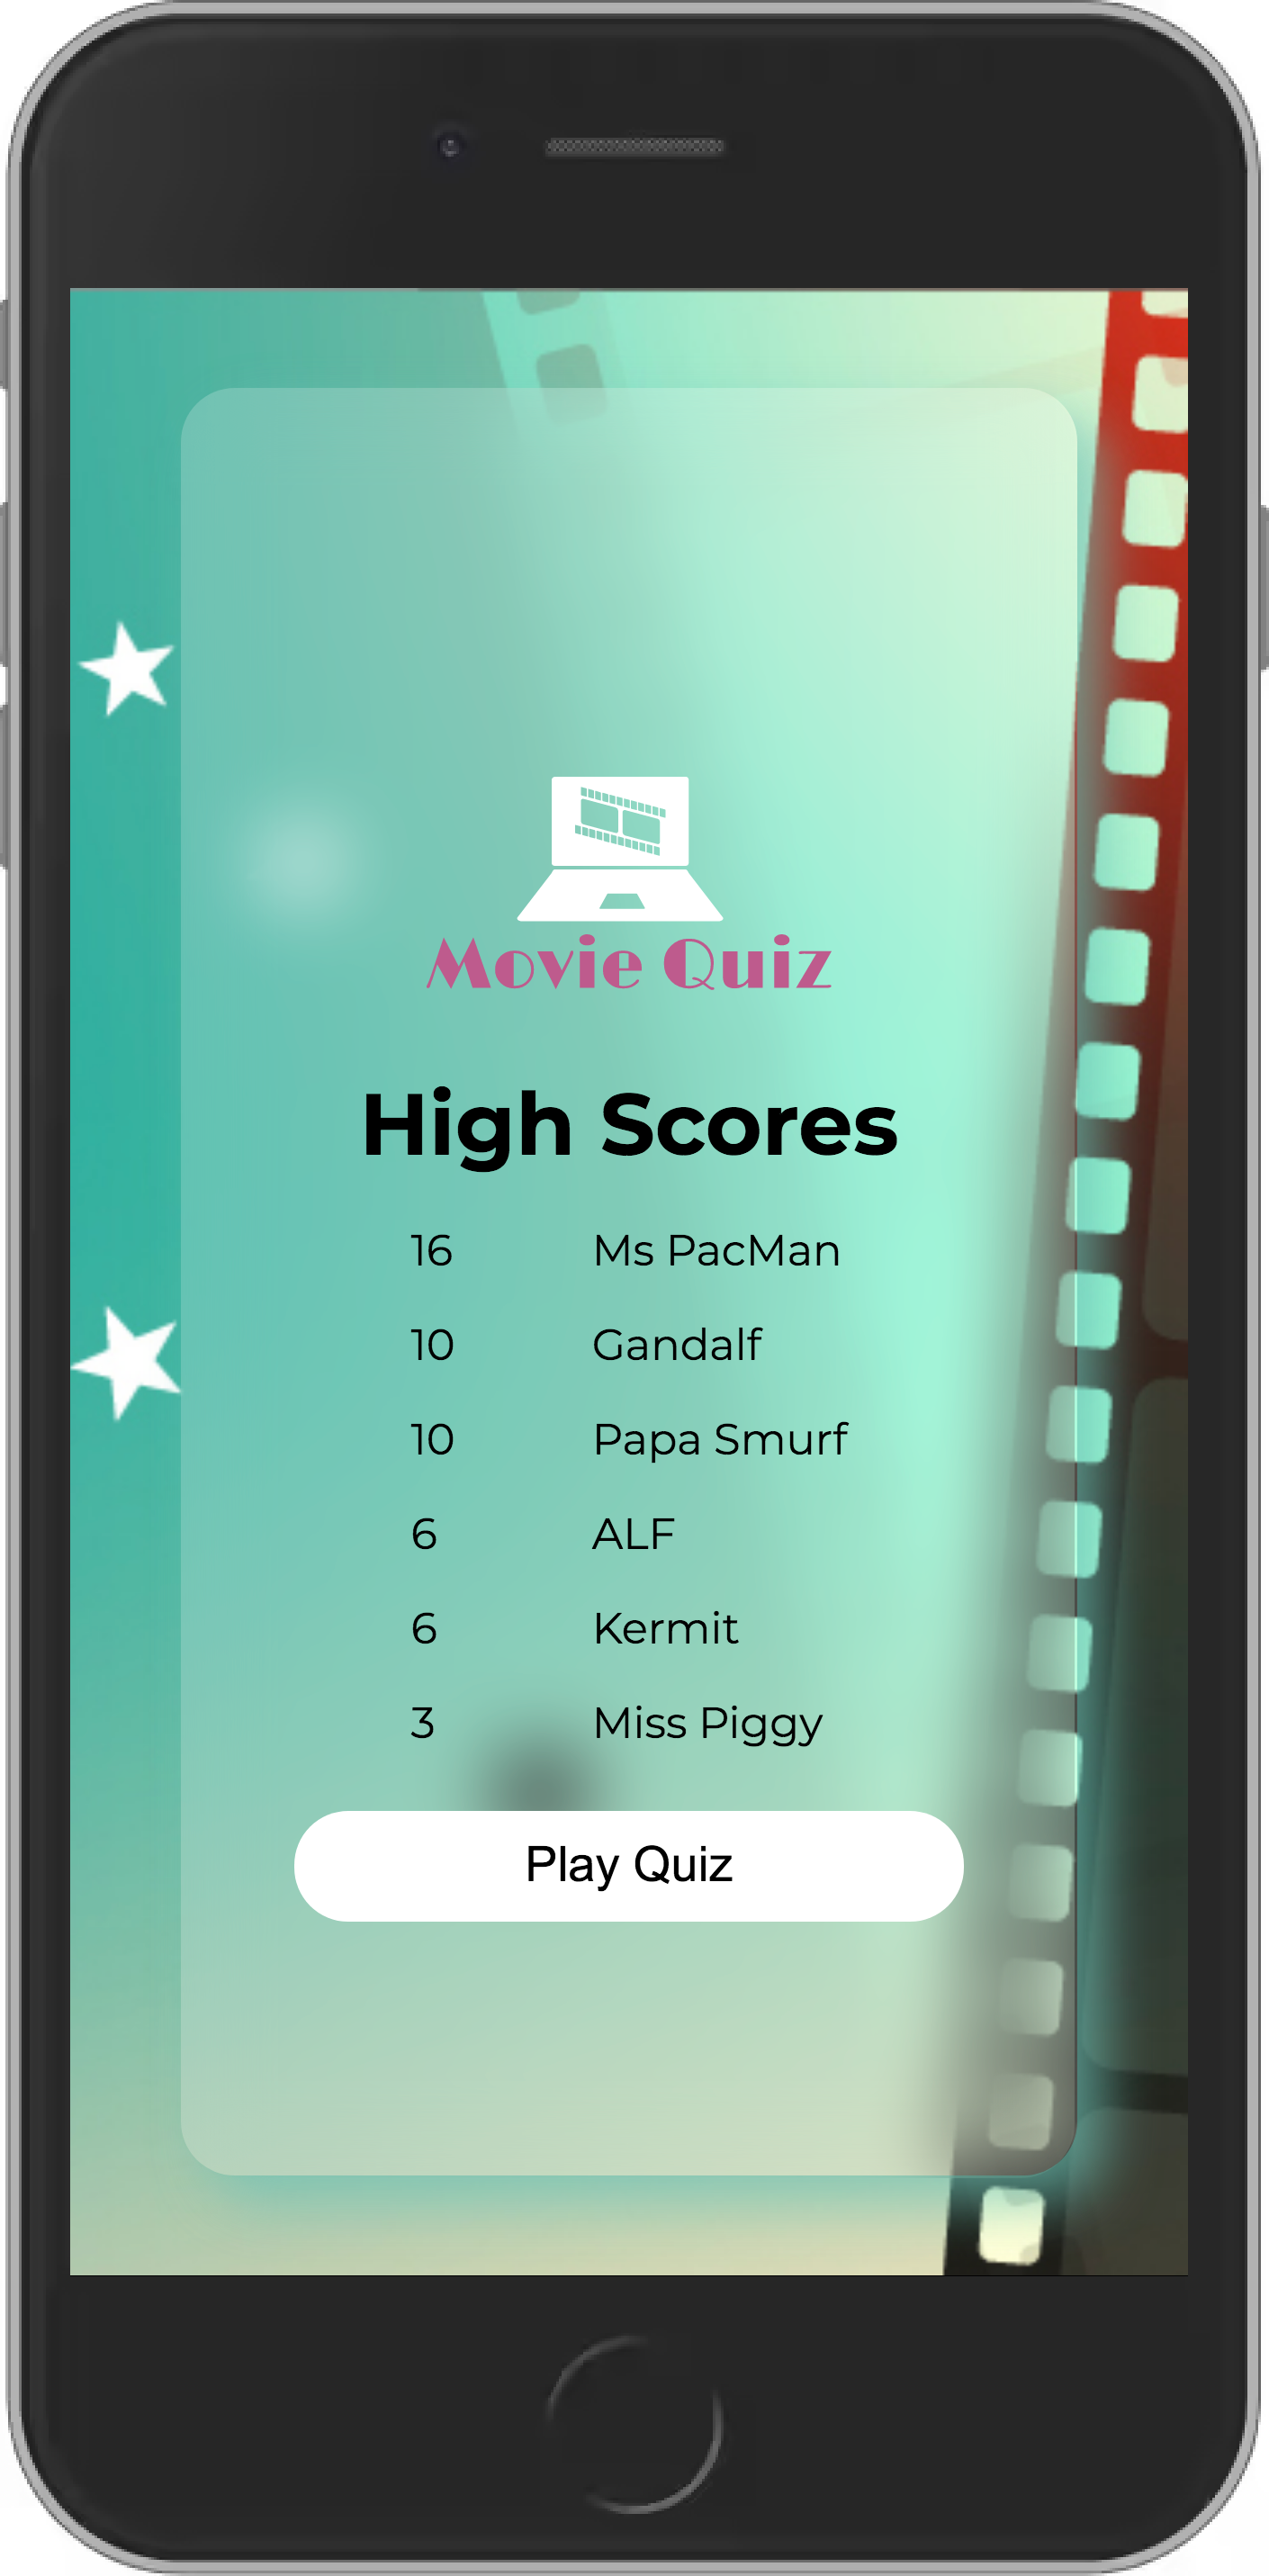 Movie Quiz
High Scores
16 Ms PacMan
10 Gandalf
10 Papa Smurf
6 ALF
6 Kermit
3 Miss Piggy
Play Quiz